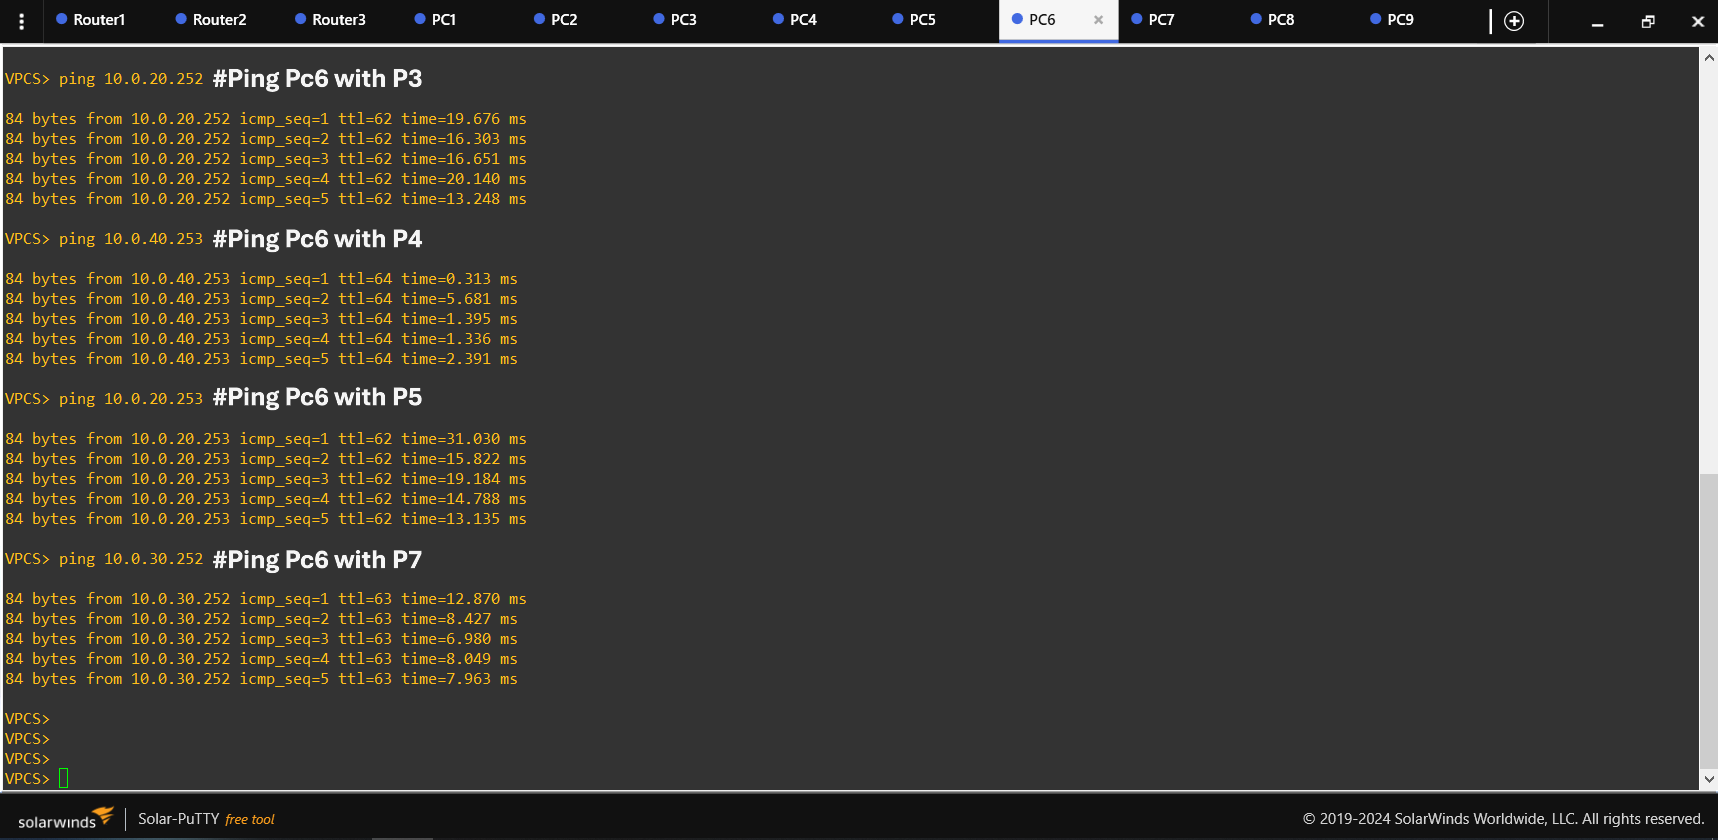 Router1 Router2 Router3 PC1 PC2 PC3 PC4 PC5 PC6 PC7 PC8 PC9
VPCS> ping 10.0.20.252 #Ping Pc6 with P3
84 bytes from 10.0.20.252 icmp_seq=1 ttl=62 time=19.676 ms
84 bytes from 10.0.20.252 icmp_seq=2 ttl=62 time=16.303 ms
84 bytes from 10.0.20.252 icmp_seq=3 ttl=62 time=16.651 ms
84 bytes from 10.0.20.252 icmp_seq=4 ttl=62 time=20.140 ms
84 bytes from 10.0.20.252 icmp_seq=5 ttl=62 time=13.248 ms
VPCS> ping 10.0.40.253 #Ping Pc6 with P4
84 bytes from 10.0.40.253 icmp_seq=1 ttl=64 time=0.313 ms
84 bytes from 10.0.40.253 icmp_seq=2 ttl=64 time=5.681 ms
84 bytes from 10.0.40.253 icmp_seq=3 ttl=64 time=1.395 ms
84 bytes from 10.0.40.253 icmp_seq=4 ttl=64 time=1.336 ms
84 bytes from 10.0.40.253 icmp_seq=5 ttl=64 time=2.391 ms
VPCS> ping 10.0.20.253 #Ping Pc6 with P5
84 bytes from 10.0.20.253 icmp_seq=1 ttl=62 time=31.030 ms
84 bytes from 10.0.20.253 icmp_seq=2 ttl=62 time=15.822 ms
84 bytes from 10.0.20.253 icmp_seq=3 ttl=62 time=19.184 ms
84 bytes from 10.0.20.253 icmp_seq=4 ttl=62 time=14.788 ms
84 bytes from 10.0.20.253 icmp_seq=5 ttl=62 time=13.135 ms
VPCS> ping 10.0.30.252 #Ping Pc6 with P7
84 bytes from 10.0.30.252 icmp_seq=1 ttl=63 time=12.870 ms
84 bytes from 10.0.30.252 icmp_seq=2 ttl=63 time=8.427 ms
84 bytes from 10.0.30.252 icmp_seq=3 ttl=63 time=6.980 ms
84 bytes from 10.0.30.252 icmp_seq=4 ttl=63 time=8.049 ms
84 bytes from 10.0.30.252 icmp_seq=5 ttl=63 time=7.963 ms
VPCS>
VPCS>
VPCS>
VPCS>
solarwinds Solar-PuTTY free tool © 2019-2024 SolarWinds Worldwide, LLC. All rights reserved.